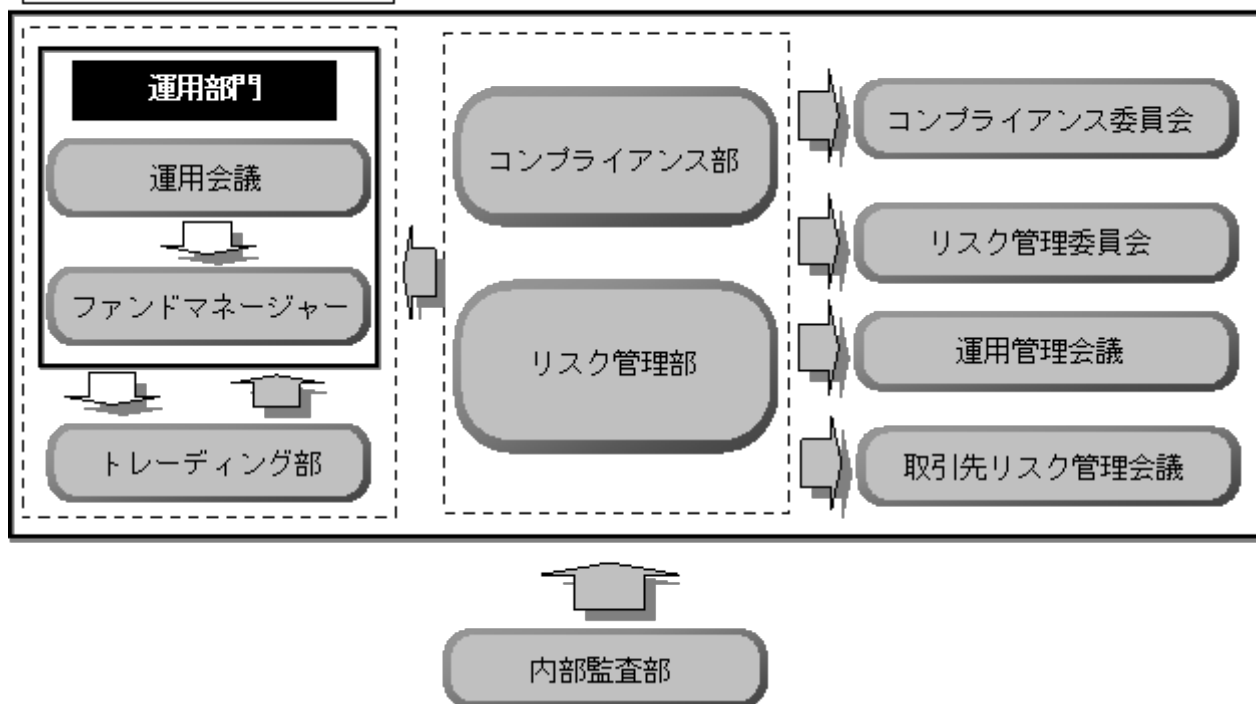 運用部門
運用会議
ファンドマネージャー
トレーディング部
コンプライアンス部
リスク管理部
コンプライアンス委員会
リスク管理委員会
運用管理会議
取引先リスク管理会議
内部監査部